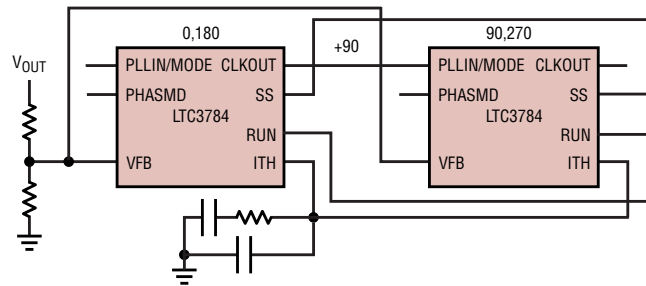 0,180
90,270
+90
VOUT
PLLIN/MODE CLKOUT
PHASMD SS
LTC3784
RUN
VFB ITH
PLLIN/MODE CLKOUT
PHASMD SS
LTC3784
RUN
VFB ITH